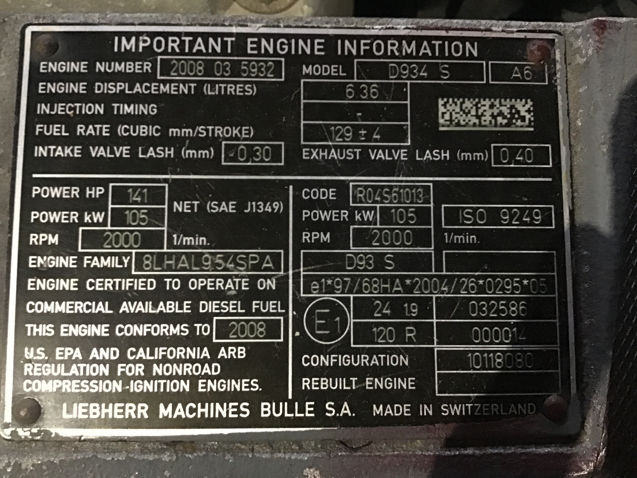 IMPORTANT ENGINE INFORMATION
ENGINE NUMBER 2008 03 5932 MODEL D934 S A6
ENGINE DISPLACEMENT (LITRES) 6.36
INJECTION TIMING -
FUEL RATE (CUBIC mm/STROKE) 129 ± 4
INTAKE VALVE LASH (mm) 0,30 EXHAUST VALVE LASH (mm) 0,40
POWER HP 141
POWER kW 105 NET (SAE J1349)
RPM 2000 1/min.
ENGINE FAMILY 8LHAL9.54SPA
ENGINE CERTIFIED TO OPERATE ON
COMMERCIAL AVAILABLE DIESEL FUEL
THIS ENGINE CONFORMS TO 2008
U.S. EPA AND CALIFORNIA ARB
REGULATION FOR NONROAD
COMPRESSION-IGNITION ENGINES.
CODE R04S61013
POWER kW 105 ISO 9249
RPM 2000 1/min.
D93 S
e1*97/68HA*2004/26*0295*05
E1 24 1.9 032586
120 R 000014
CONFIGURATION 10118080
REBUILT ENGINE
LIEBHERR MACHINES BULLE S.A. MADE IN SWITZERLAND